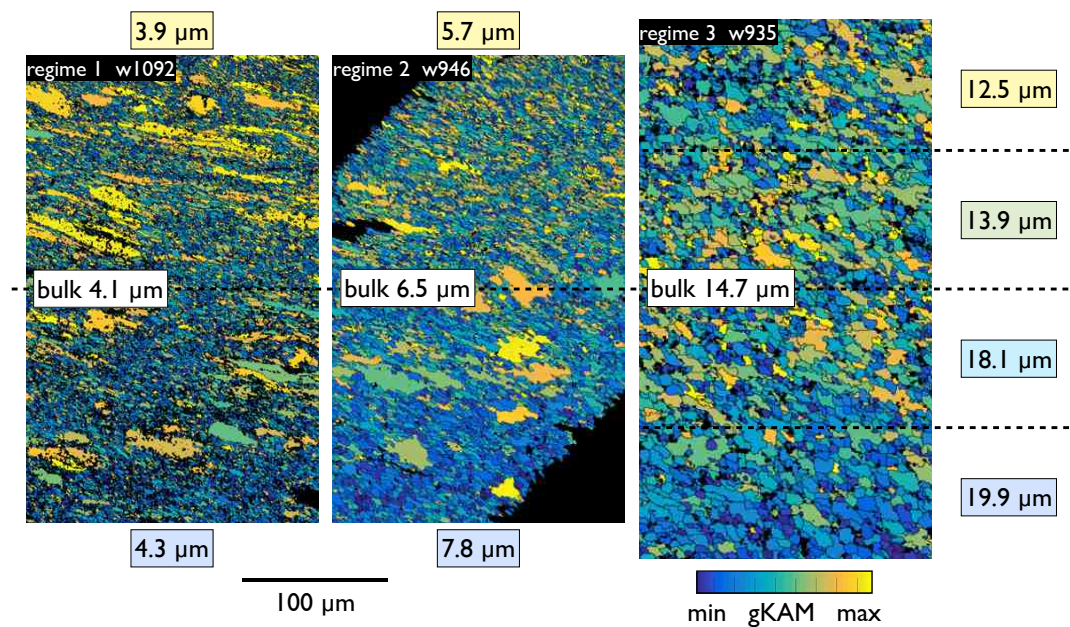 3.9 µm
5.7 µm
regime 1 w1092
regime 2 w946
regime 3 w935
12.5 µm
13.9 µm
bulk 4.1 µm
bulk 6.5 µm
bulk 14.7 µm
18.1 µm
19.9 µm
4.3 µm
7.8 µm
100 µm
min gKAM max